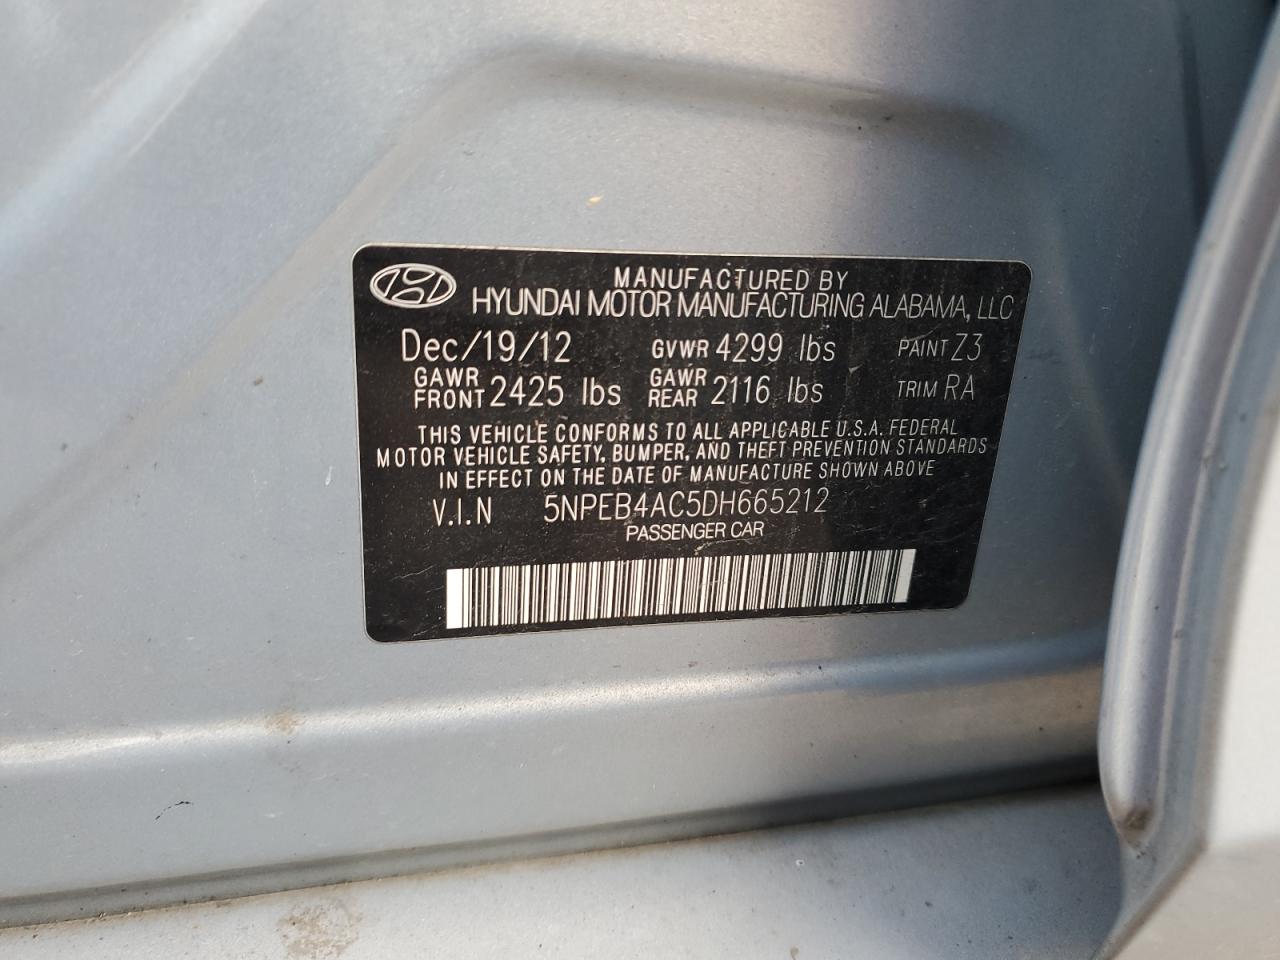 MANUFACTURED BY
HYUNDAI MOTOR MANUFACTURING ALABAMA, LLC
Dec/19/12 GVWR 4299 lbs PAINT Z3
GAWR FRONT 2425 lbs GAWR REAR 2116 lbs TRIM RA
THIS VEHICLE CONFORMS TO ALL APPLICABLE U.S.A. FEDERAL
MOTOR VEHICLE SAFETY, BUMPER, AND THEFT PREVENTION STANDARDS
IN EFFECT ON THE DATE OF MANUFACTURE SHOWN ABOVE
V.I.N 5NPEB4AC5DH665212
PASSENGER CAR